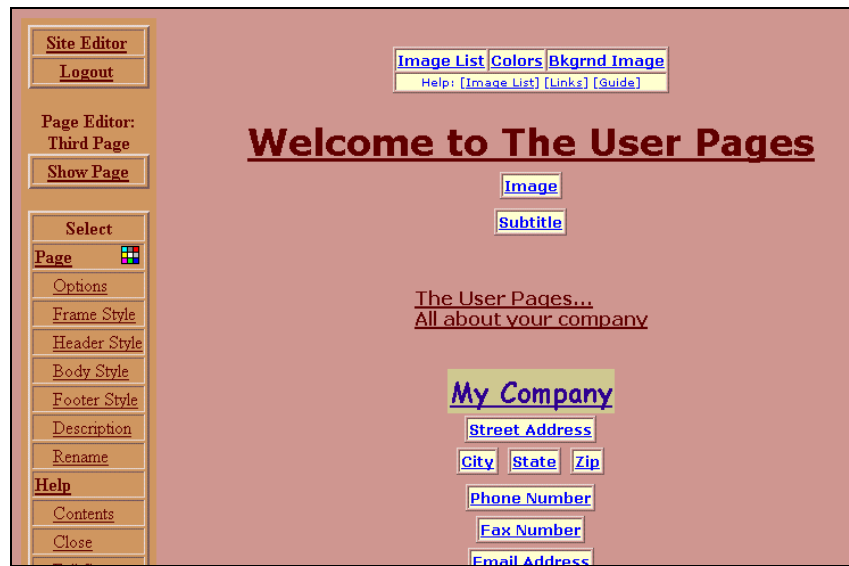 Site Editor
Logout
Page Editor:
Third Page
Show Page
Select
Page
Options
Frame Style
Header Style
Body Style
Footer Style
Description
Rename
Help
Contents
Close
Image List Colors Bkgrnd Image
Help: [Image List] [Links] [Guide]
Welcome to The User Pages
Image
Subtitle
The User Pages...
All about your company
My Company
Street Address
City State Zip
Phone Number
Fax Number
Email Address